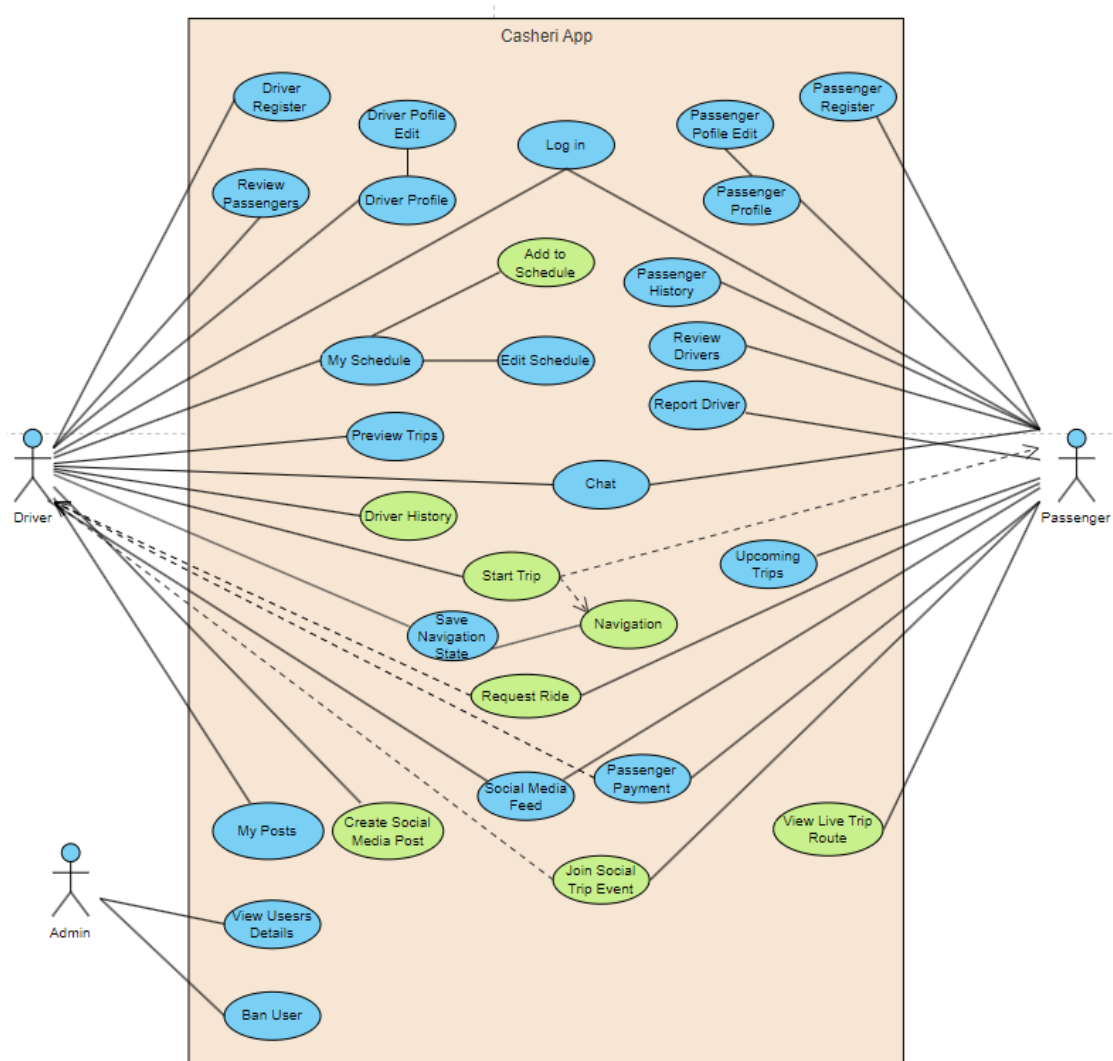 Casheri App
Driver
Register
Driver Pofile
Edit
Log in
Passenger
Pofile Edit
Passenger
Register
Review
Passengers
Driver Profile
Passenger
Profile
Add to
Schedule
Passenger
History
My Schedule
Edit Schedule
Review
Drivers
Report Driver
Preview Trips
Chat
Driver
Passenger
Driver History
Start Trip
Upcoming
Trips
Save
Navigation
State
Navigation
Request Ride
Social Media
Feed
Passenger
Payment
My Posts
Create Social
Media Post
View Live Trip
Route
Join Social
Trip Event
Admin
View Usesrs
Details
Ban User